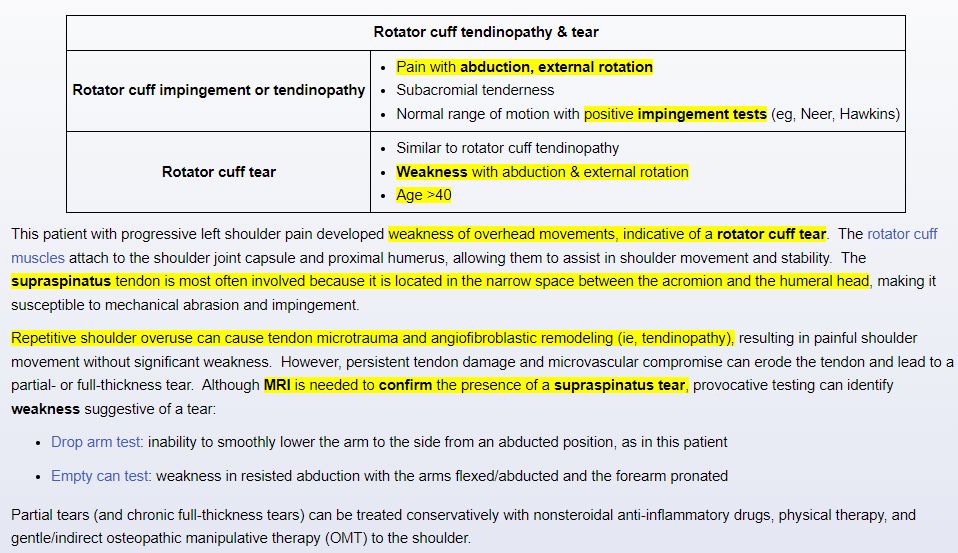 Rotator cuff tendinopathy & tear
Rotator cuff impingement or tendinopathy
• Pain with abduction, external rotation
• Subacromial tenderness
• Normal range of motion with positive impingement tests (eg, Neer, Hawkins)
Rotator cuff tear
• Similar to rotator cuff tendinopathy
• Weakness with abduction & external rotation
• Age >40
This patient with progressive left shoulder pain developed weakness of overhead movements, indicative of a rotator cuff tear. The rotator cuff
muscles attach to the shoulder joint capsule and proximal humerus, allowing them to assist in shoulder movement and stability. The
supraspinatus tendon is most often involved because it is located in the narrow space between the acromion and the humeral head, making it
susceptible to mechanical abrasion and impingement.
Repetitive shoulder overuse can cause tendon microtrauma and angiofibroblastic remodeling (ie, tendinopathy), resulting in painful shoulder
movement without significant weakness. However, persistent tendon damage and microvascular compromise can erode the tendon and lead to a
partial- or full-thickness tear. Although MRI is needed to confirm the presence of a supraspinatus tear, provocative testing can identify
weakness suggestive of a tear:
• Drop arm test: inability to smoothly lower the arm to the side from an abducted position, as in this patient
• Empty can test: weakness in resisted abduction with the arms flexed/abducted and the forearm pronated
Partial tears (and chronic full-thickness tears) can be treated conservatively with nonsteroidal anti-inflammatory drugs, physical therapy, and
gentle/indirect osteopathic manipulative therapy (OMT) to the shoulder.